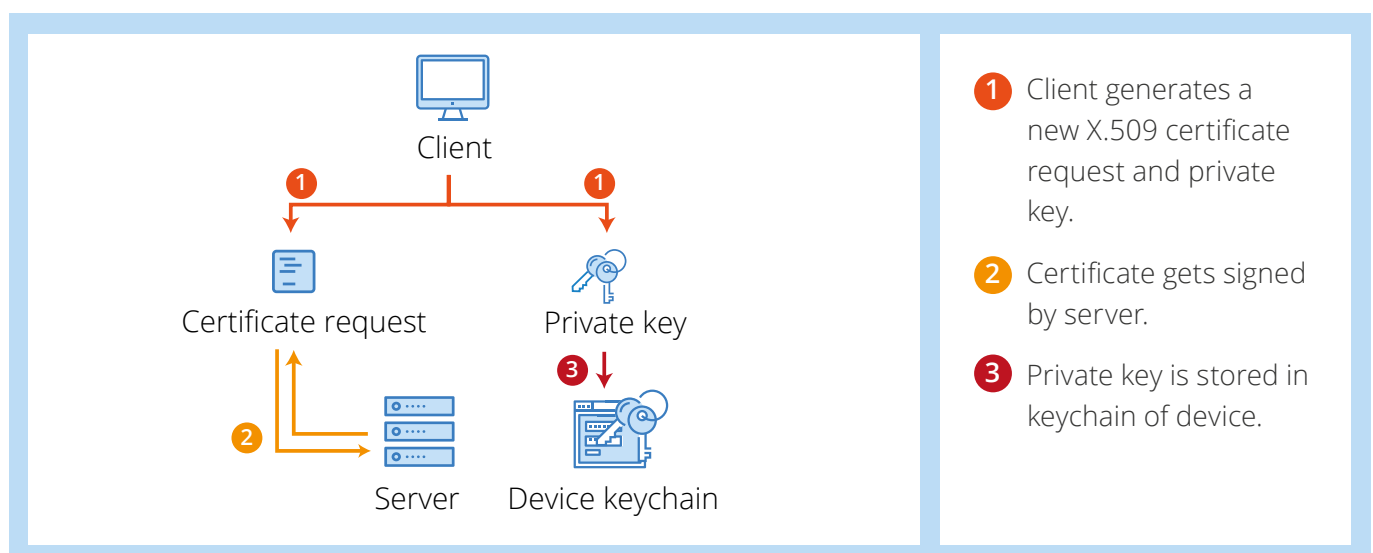 Client
1
1
Certificate request
Private key
3
2
Server
Device keychain
1 Client generates a
new X.509 certificate
request and private
key.
2 Certificate gets signed
by server.
3 Private key is stored in
keychain of device.